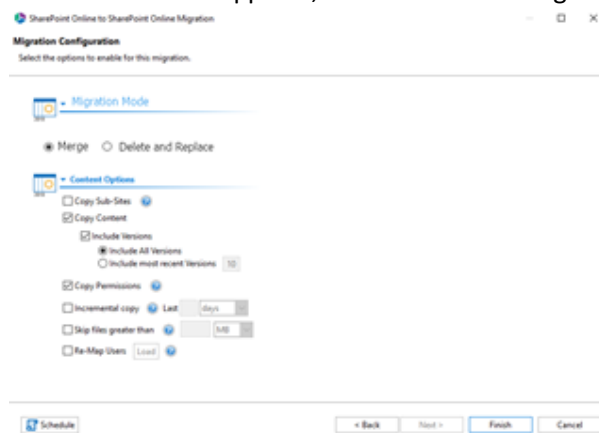 SharePoint Online to SharePoint Online Migration
Migration Configuration
Select the options to enable for this migration.
Migration Mode
Merge Delete and Replace
Content Options
Copy Sub-Sites
Copy Content
Include Versions
Include All Versions
Include most recent Versions 10
Copy Permissions
Incremental copy Last days
Skip files greater than MB
Re-Map Users Load
Schedule < Back Next > Finish Cancel